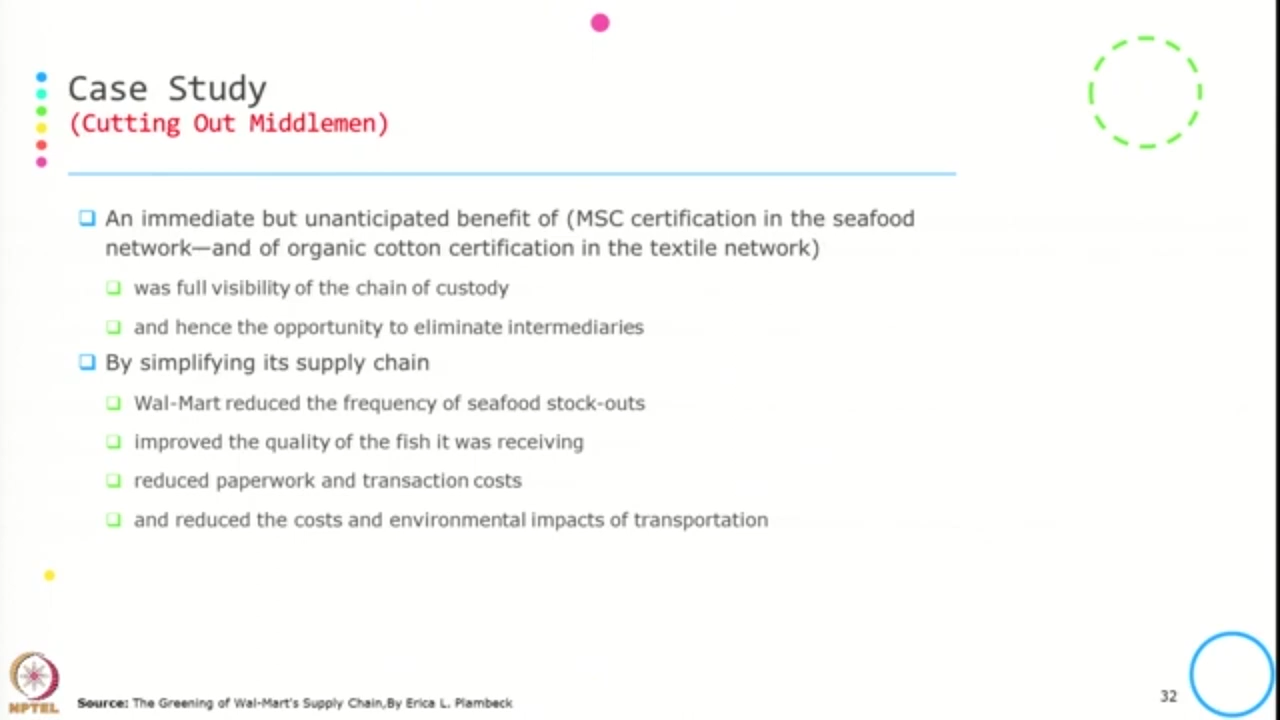 Case Study
(Cutting Out Middlemen)
An immediate but unanticipated benefit of (MSC certification in the seafood
network—and of organic cotton certification in the textile network)
was full visibility of the chain of custody
and hence the opportunity to eliminate intermediaries
By simplifying its supply chain
Wal-Mart reduced the frequency of seafood stock-outs
improved the quality of the fish it was receiving
reduced paperwork and transaction costs
and reduced the costs and environmental impacts of transportation
NPTEL
Source: The Greening of Wal-Mart's Supply Chain,By Erica L. Plambeck
32